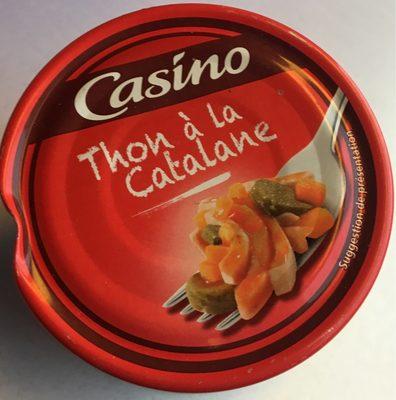 Casino
Thon à la
Catalane
Suggestion de présentation